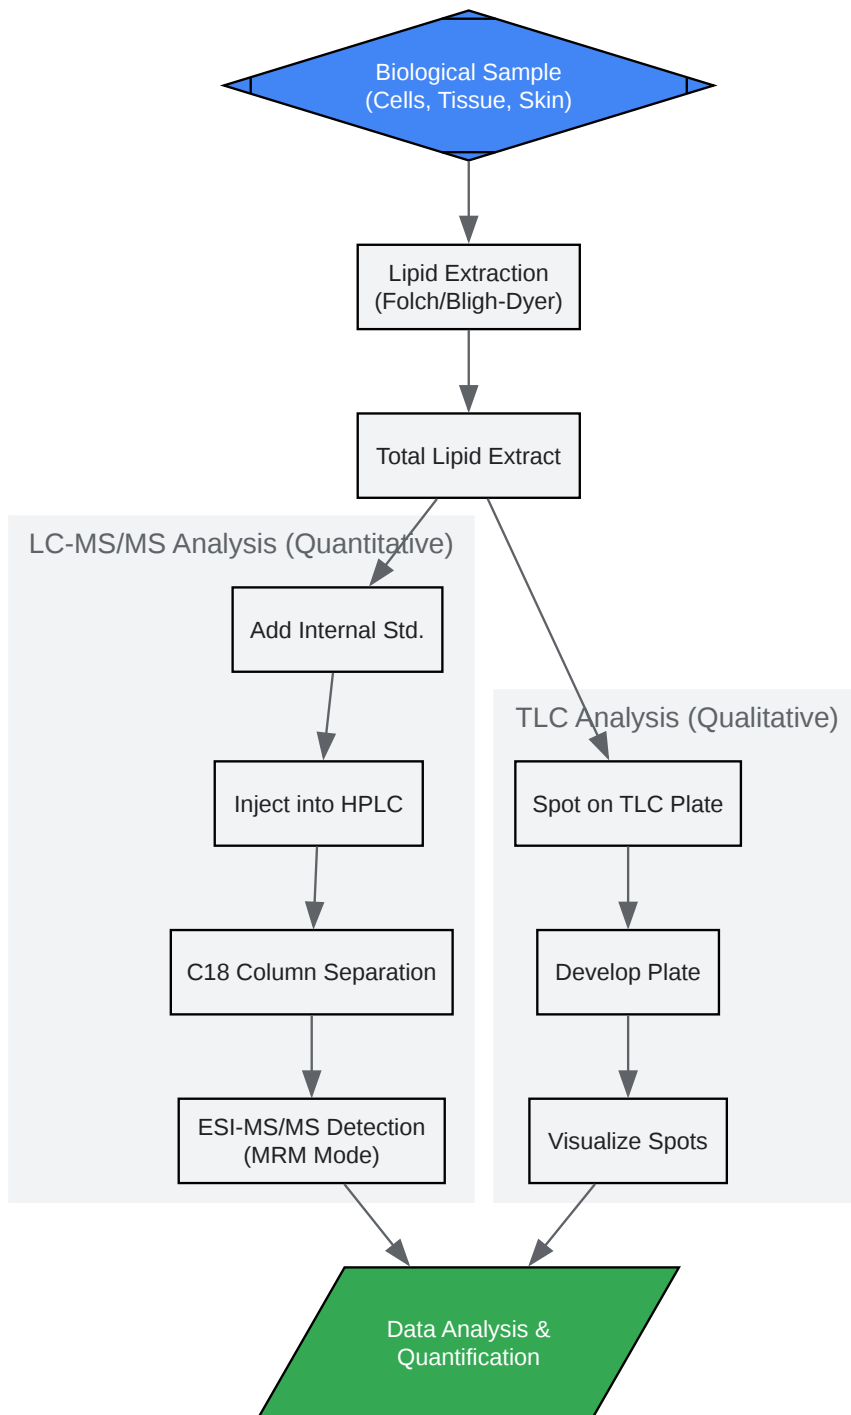 Biological Sample
(Cells, Tissue, Skin)
Lipid Extraction
(Folch/Bligh-Dyer)
Total Lipid Extract
LC-MS/MS Analysis (Quantitative)
Add Internal Std.
Inject into HPLC
C18 Column Separation
ESI-MS/MS Detection
(MRM Mode)
TLC Analysis (Qualitative)
Spot on TLC Plate
Develop Plate
Visualize Spots
Data Analysis &
Quantification